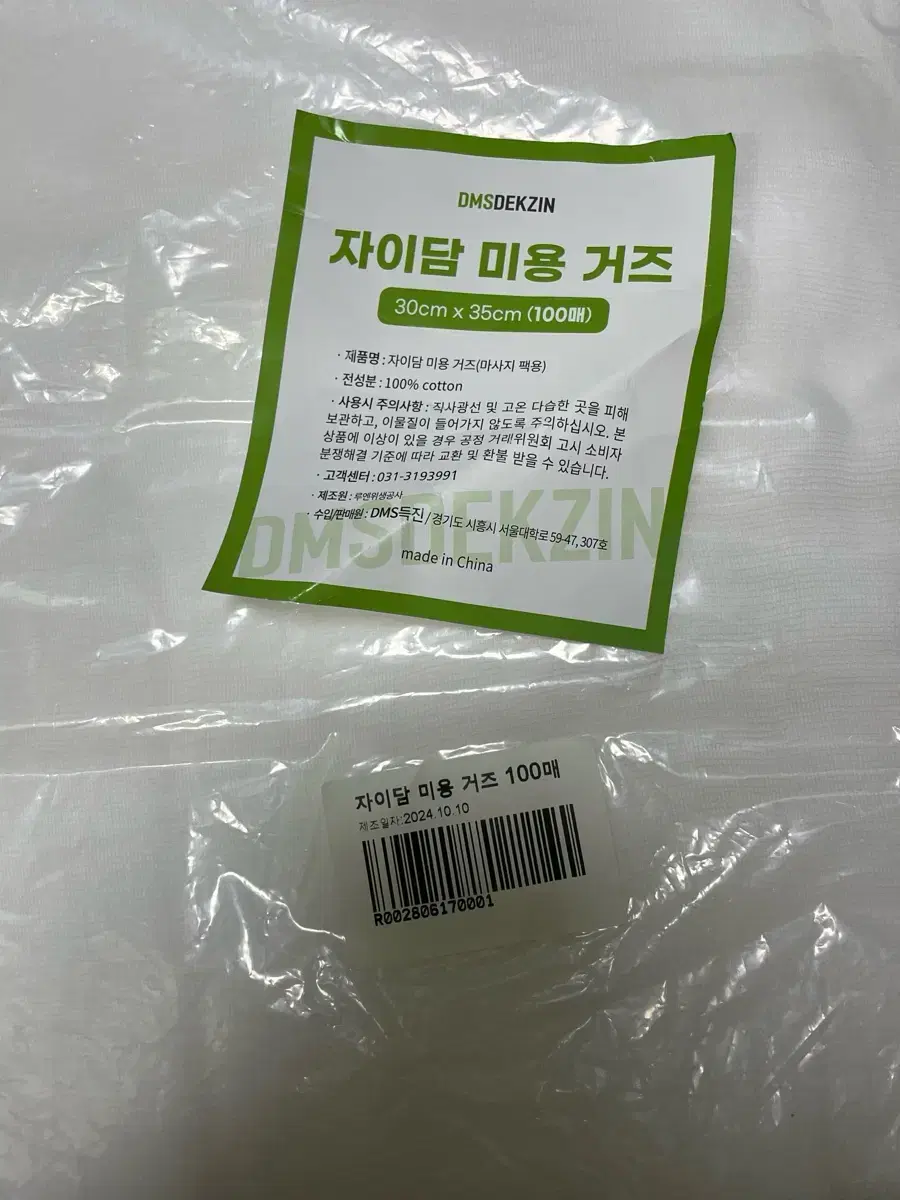 DMSDEKZIN
자이담 미용 거즈
30cm x 35cm (100매)
· 제품명 : 자이담 미용 거즈(마사지 팩용)
· 전성분 : 100% cotton
· 사용시 주의사항 : 직사광선 및 고온 다습한 곳을 피해
보관하고, 이물질이 들어가지 않도록 주의하십시오. 본
상품에 이상이 있을 경우 공정 거래위원회 고시 소비자
분쟁해결 기준에 따라 교환 및 환불 받을 수 있습니다.
· 고객센터 : 031-3193991
· 제조원 : 루엔위생공사
· 수입/판매원 : DMS득진 / 경기도 시흥시 서울대학로 59-47, 307호
DMSDEKZIN
made in China
자이담 미용 거즈 100매
제조일자:2024.10.10
R002806170001